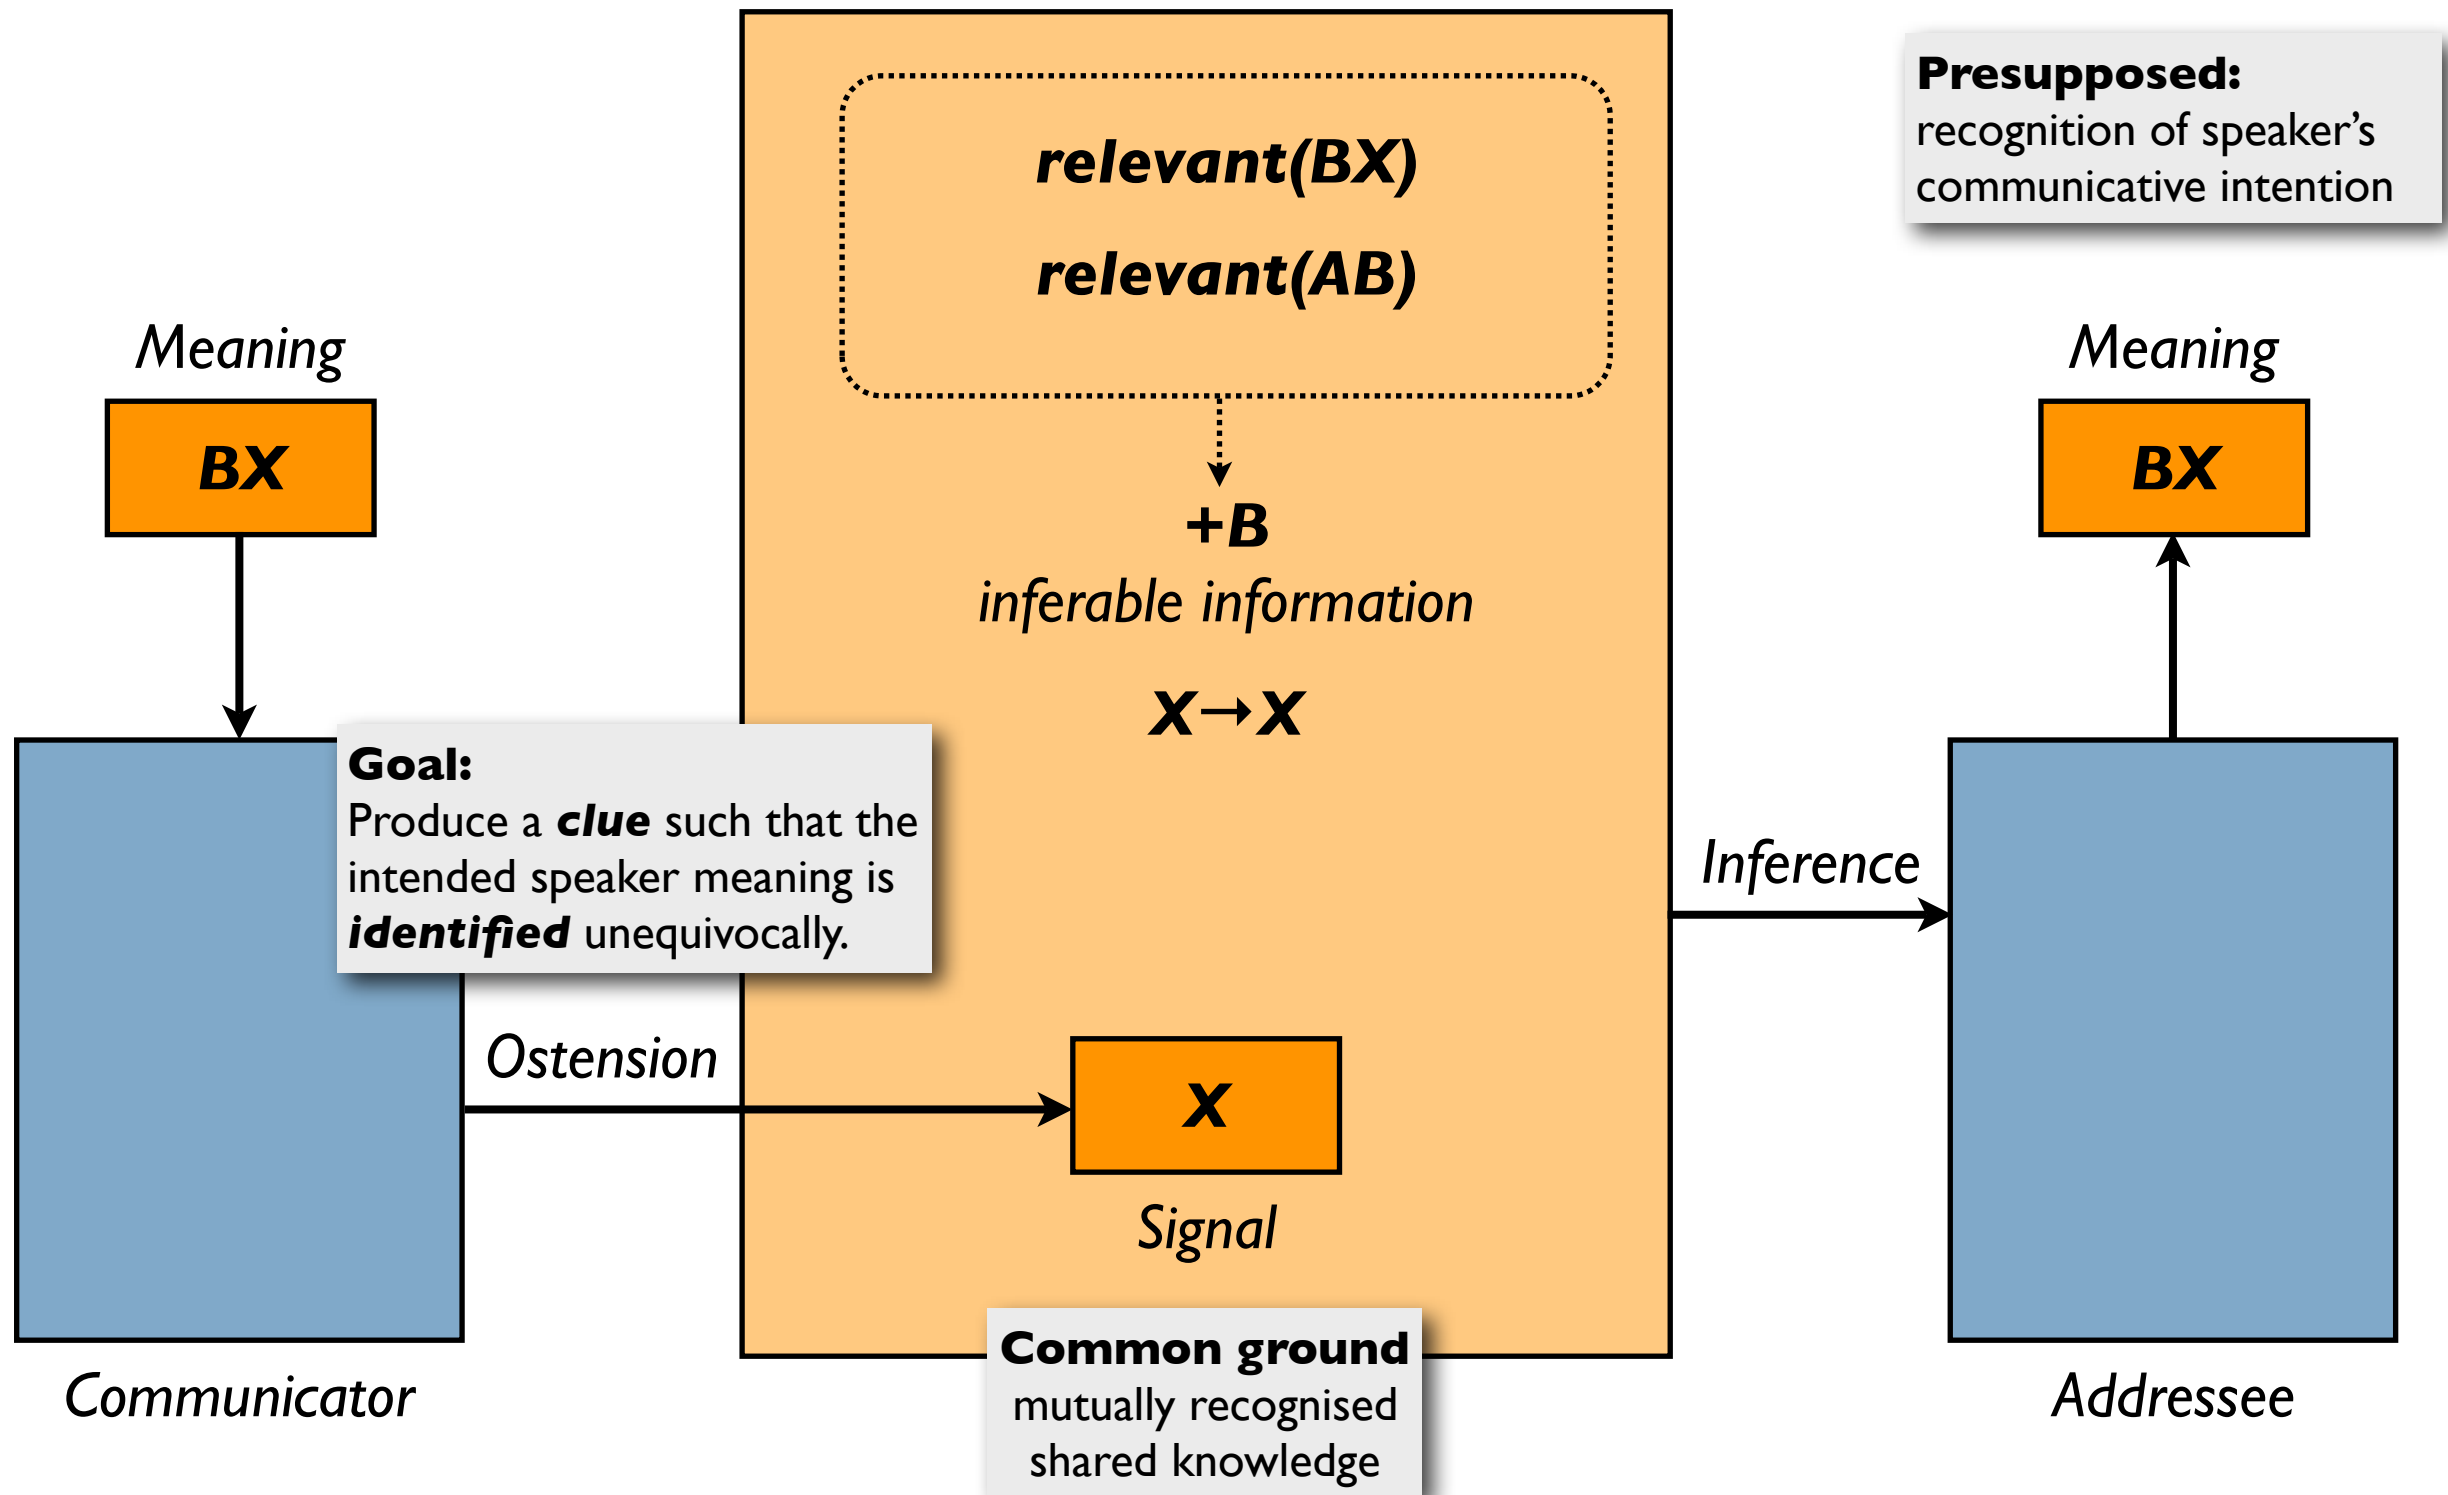 Presupposed:
recognition of speaker’s
communicative intention
relevant(BX)
relevant(AB)
Meaning
BX
Meaning
BX
+B
inferable information
X→X
Goal:
Produce a clue such that the
intended speaker meaning is
identified unequivocally.
Inference
Ostension
X
Signal
Common ground
mutually recognised
shared knowledge
Communicator
Addressee